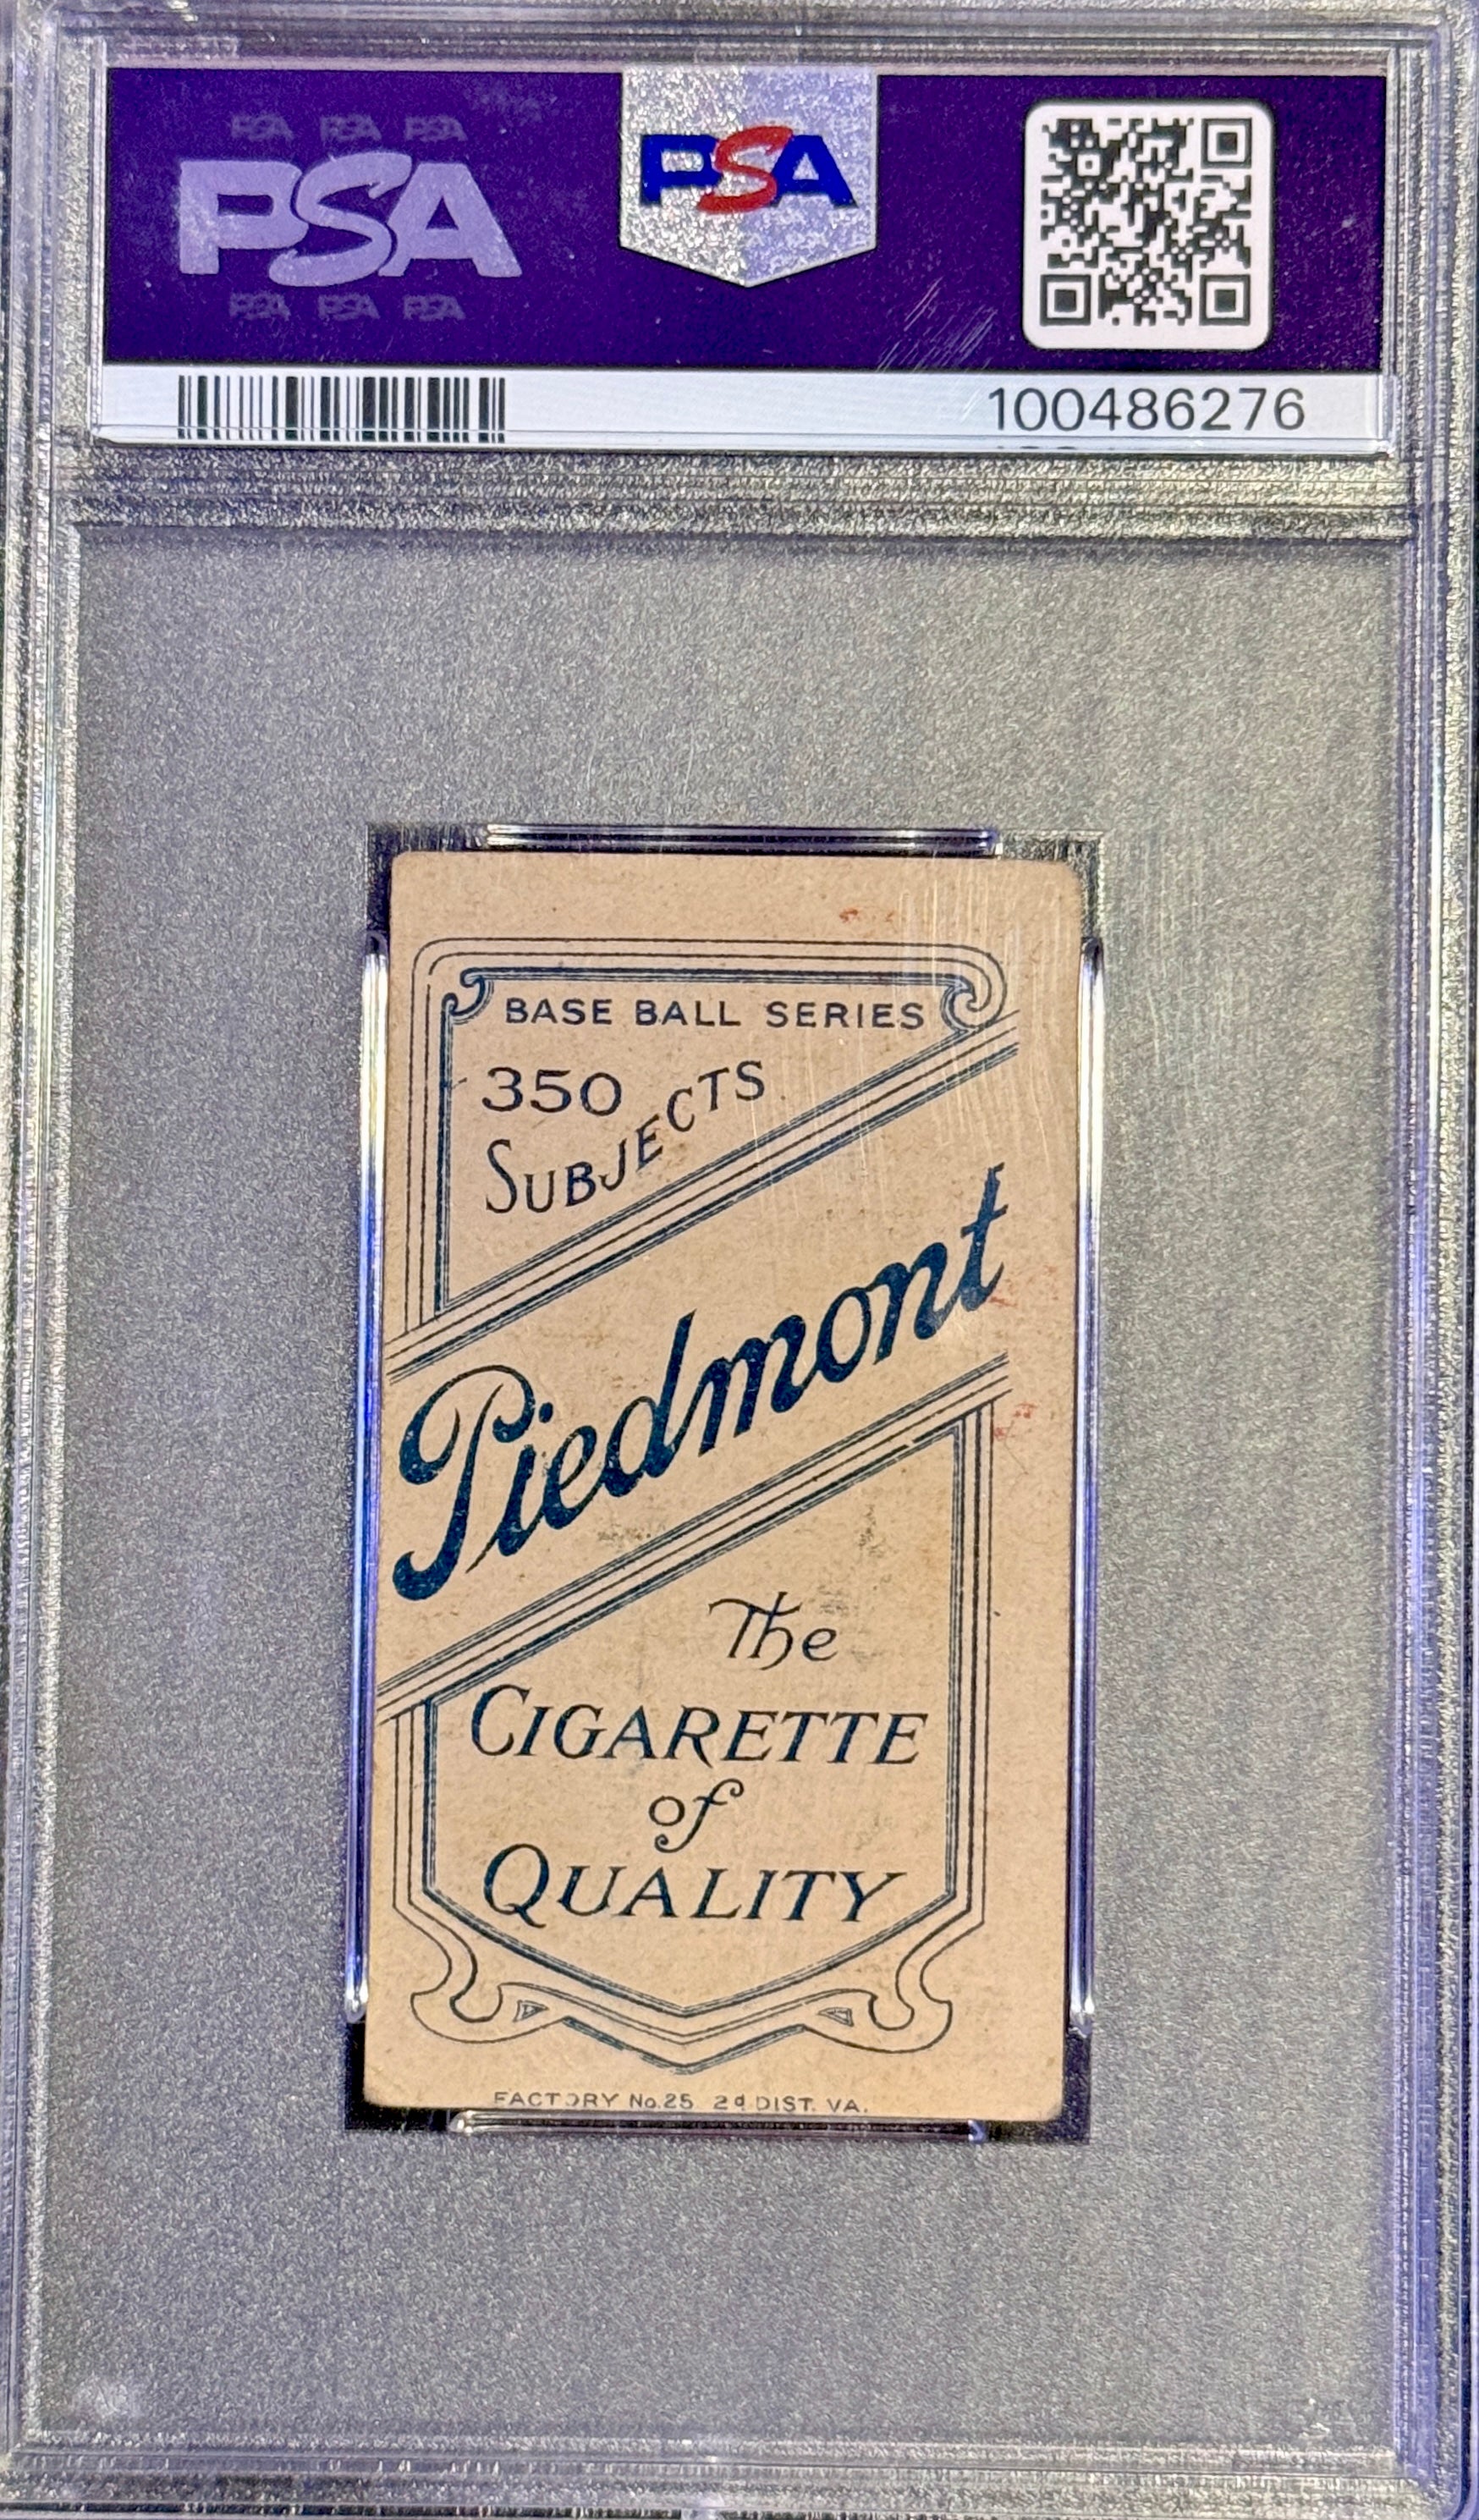 PSA PSA PSA
PSA
PSA PSA PSA
PSA
100486276
BASE BALL SERIES
350
SUBJECTS
Piedmont
The
CIGARETTE
of
QUALITY
FACTORY No. 25 2d DIST. VA.